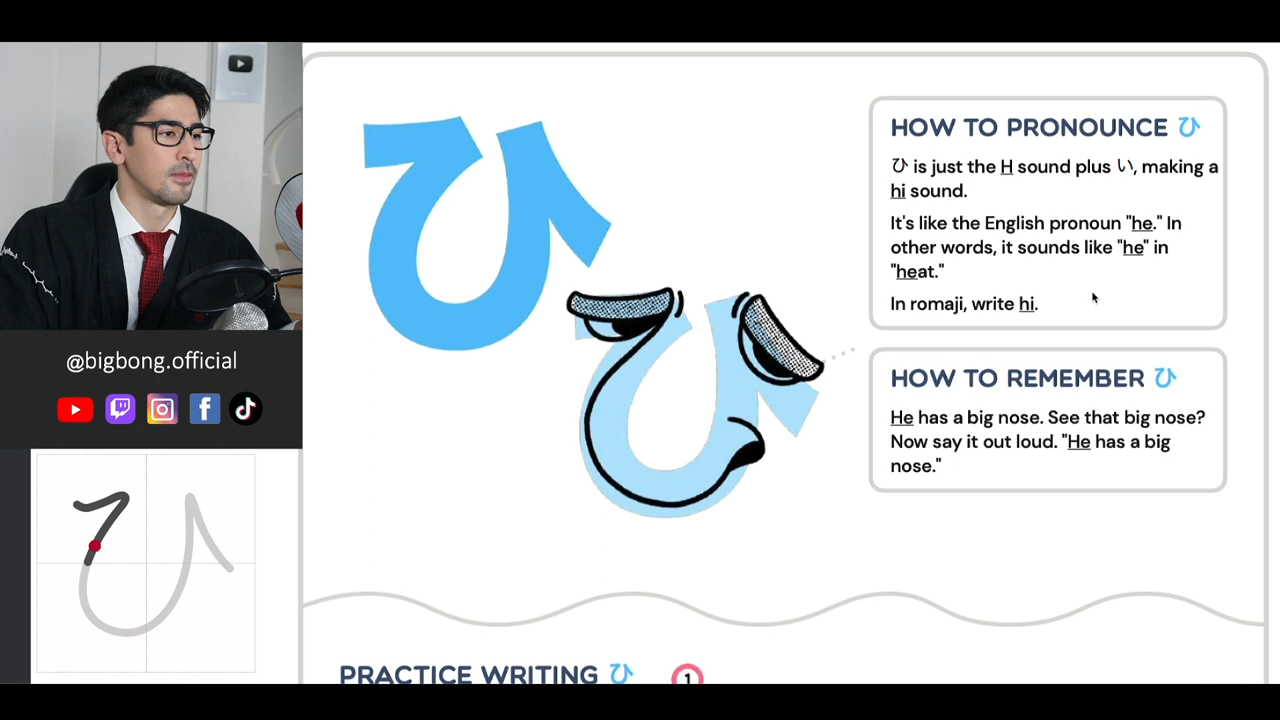 ひ
HOW TO PRONOUNCE ひ
ひ is just the H sound plus い, making a
hi sound.
It's like the English pronoun "he." In
other words, it sounds like "he" in
"heat."
In romaji, write hi.
@bigbong.official
ひ
HOW TO REMEMBER ひ
He has a big nose. See that big nose?
Now say it out loud. "He has a big
nose."
ひ
PRACTICE WRITING ひ 1